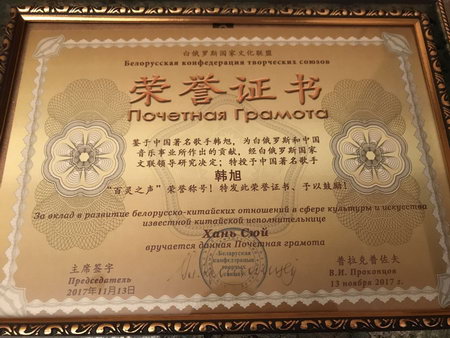 白俄罗斯国家文化联盟
Белорусская конфедерация творческих союзов
荣誉证书
Почетная Грамота
鉴于中国著名歌手韩旭，为白俄罗斯和中国
音乐事业所作出的贡献，经白俄罗斯国家
文联领导研究决定：特授于中国著名歌手
韩旭
“百灵之声”荣誉称号！特发此荣誉证书，予以鼓励！
За вклад в развитие белорусско-китайских отношений в сфере культуры и искусства
известной китайской исполнительнице
Хань Сюй
вручается данная Почетная грамота
主席签字
Председатель
2017年11月13日
Беларуская
канфедэрацыя
творчых
саюзаў
普拉克普佐夫
В.И. Прокопцов
13 ноября 2017 г.